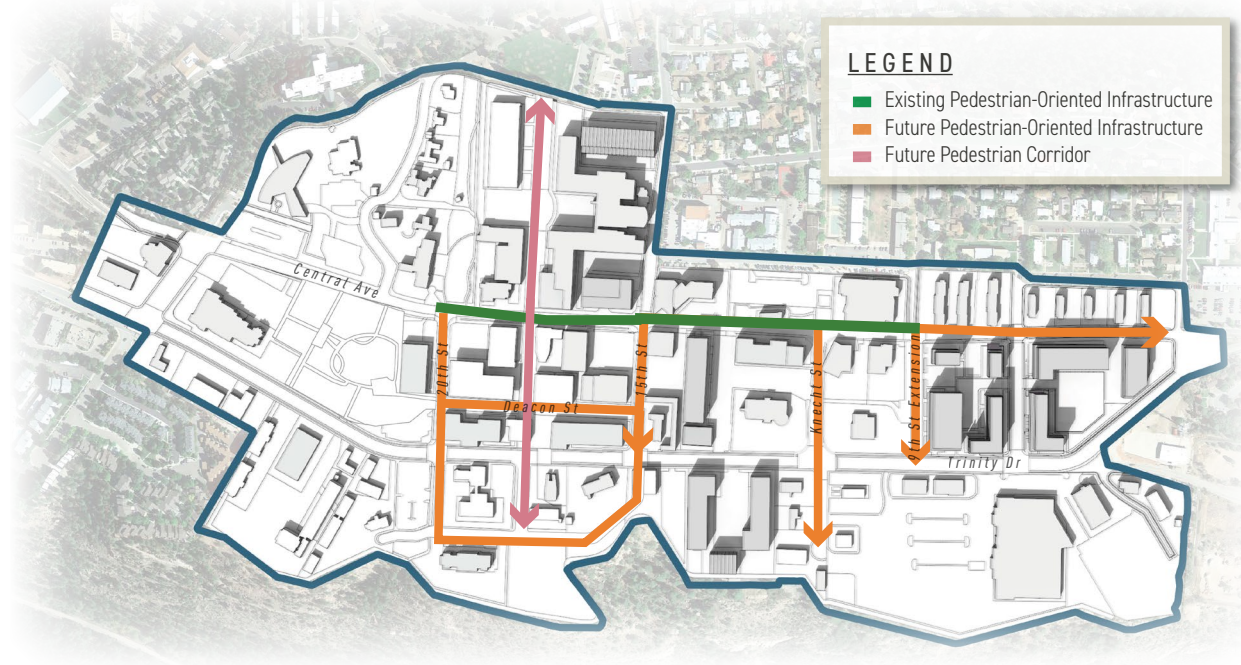 LEGEND
Existing Pedestrian-Oriented Infrastructure
Future Pedestrian-Oriented Infrastructure
Future Pedestrian Corridor
Central Ave
20th St
15th St
Deacon St
Knecht St
9th St Extension
Trinity Dr